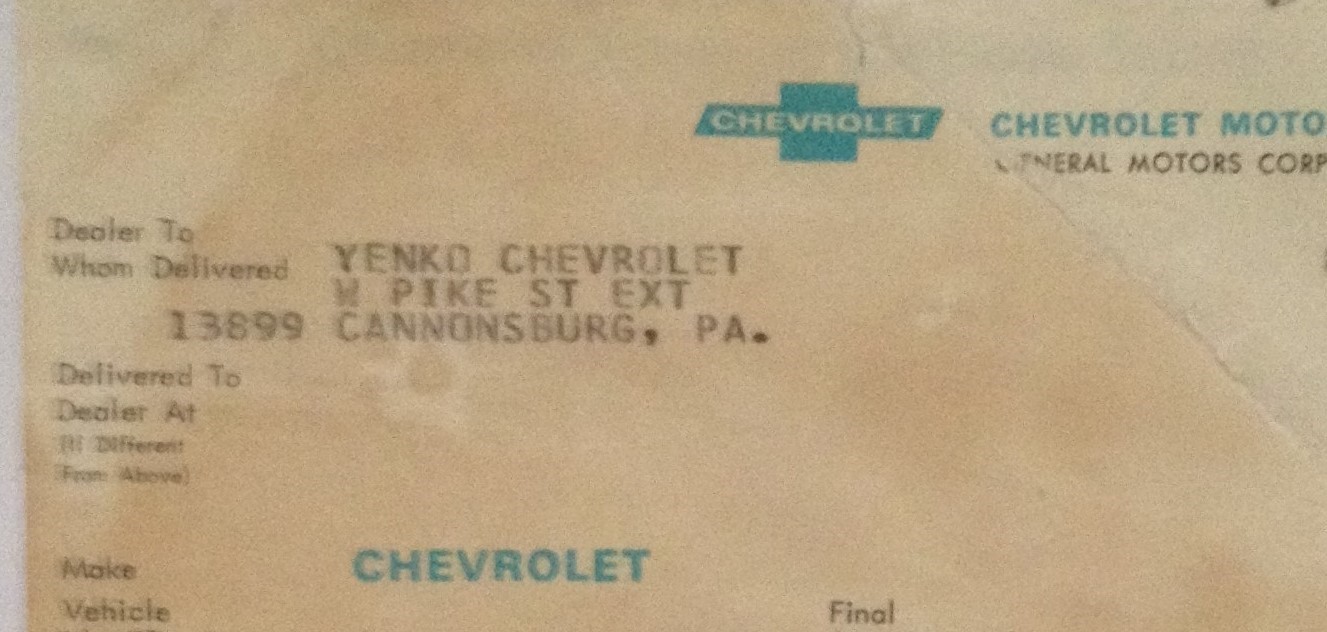 CHEVROLET
CHEVROLET MOTO
GENERAL MOTORS CORP
Dealer To
Whom Delivered YENKO CHEVROLET
W PIKE ST EXT
13899 CANNONSBURG, PA.
Delivered To
Dealer At
(If Different
From Above)
Make CHEVROLET
Vehicle Final